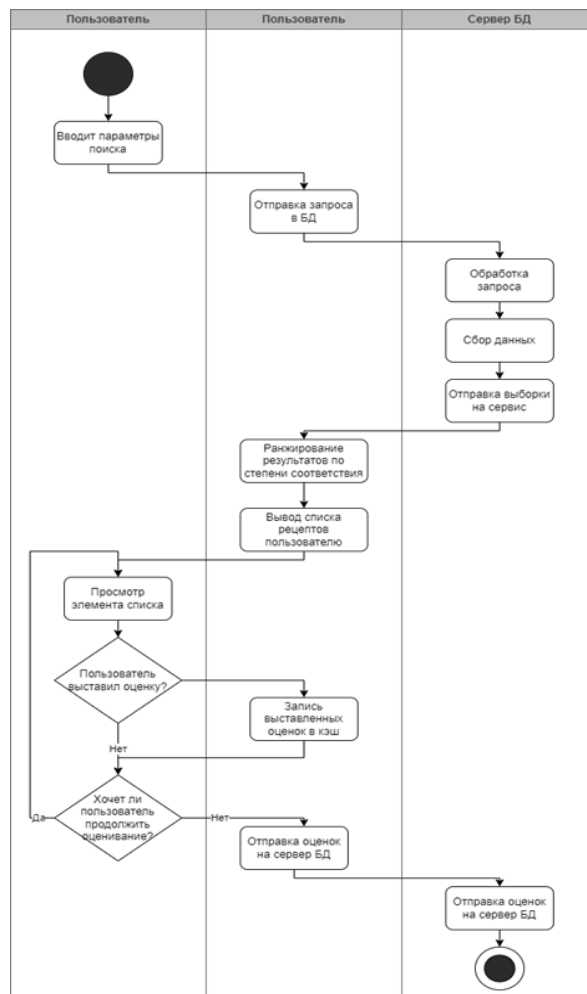 Пользователь
Пользователь
Сервер БД
Вводит параметры
поиска
Отправка запроса
в БД
Обработка
запроса
Сбор данных
Отправка выборки
на сервис
Ранжирование
результатов по
степени соответствия
Вывод списка
рецептов
пользователю
Просмотр
элемента списка
Пользователь
выставил оценку?
Запись
выставленных
оценок в кэш
Нет
Хочет ли
пользователь
продолжить
оценивание?
Да
Нет
Отправка оценок
на сервер БД
Отправка оценок
на сервер БД